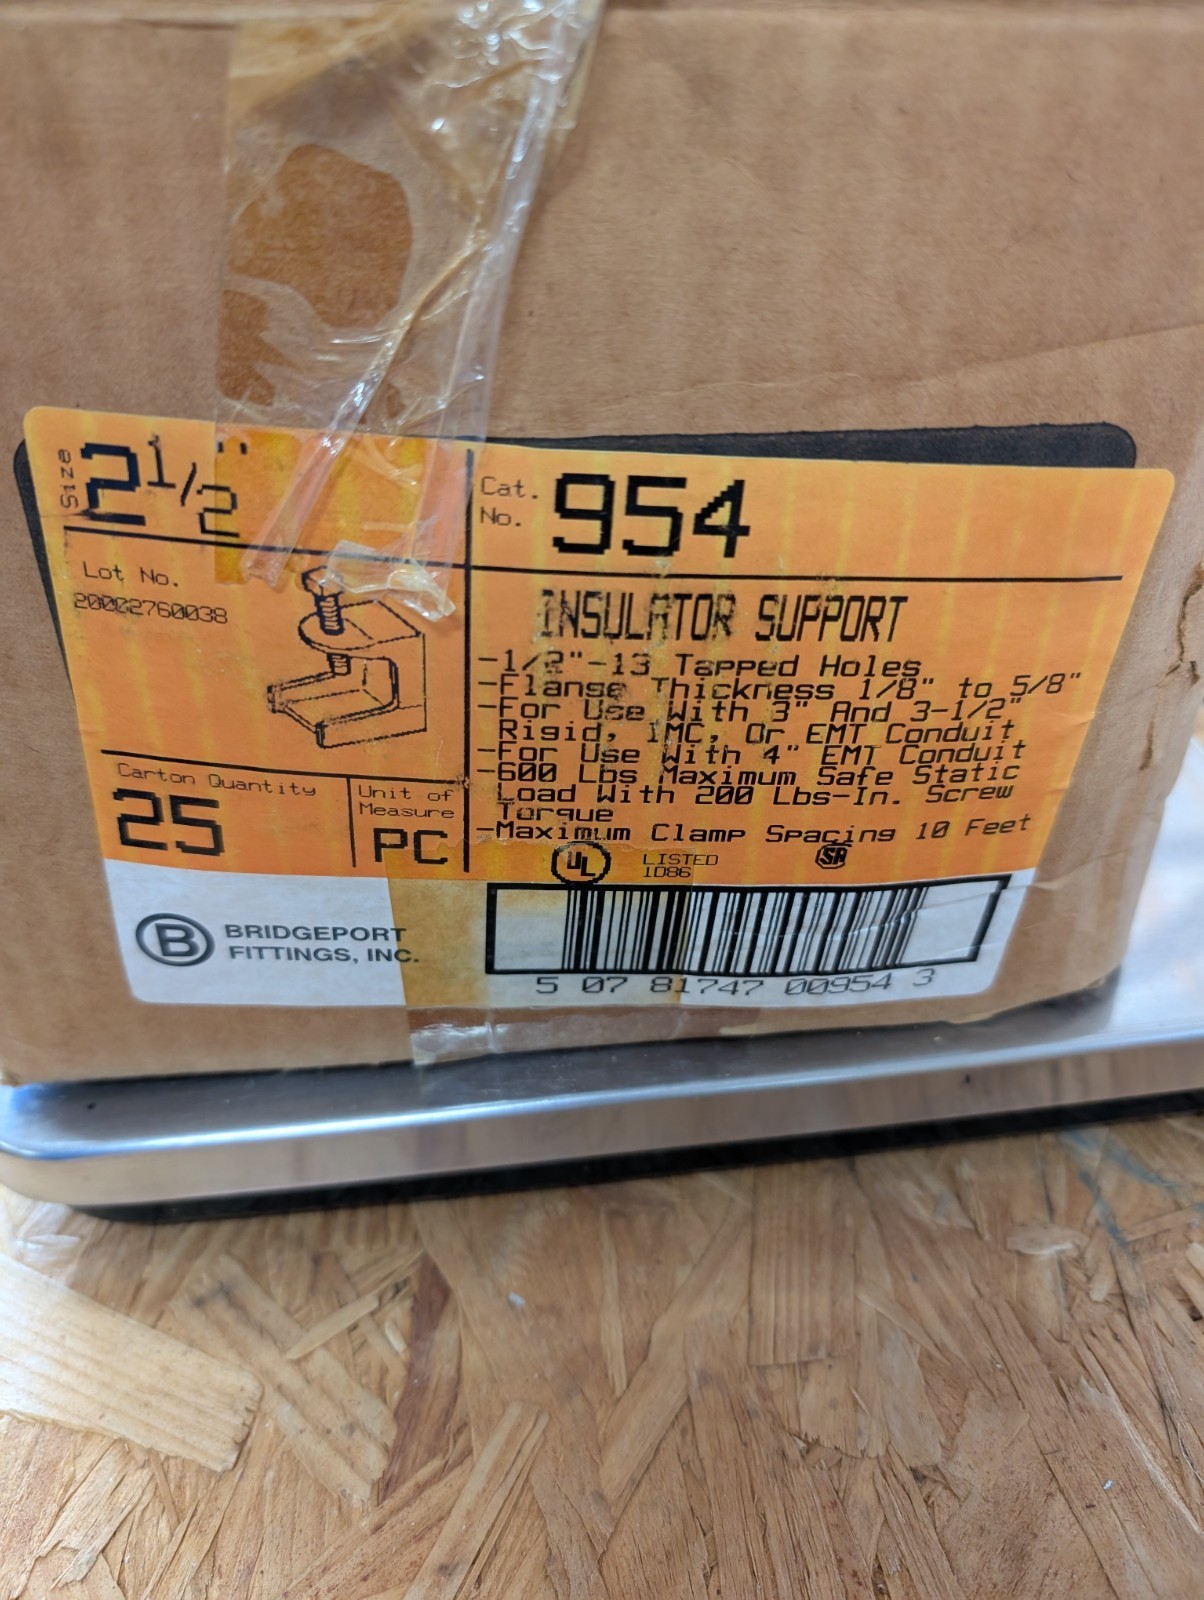 Size
2 1/2"
Cat.
No.
954
Lot No.
20002760038
INSULATOR SUPPORT
-1/2"-13 Tapped Holes
-Flange Thickness 1/8" to 5/8"
-For Use With 3" And 3-1/2"
Rigid, IMC, Or EMT Conduit
-For Use With 4" EMT Conduit
-600 Lbs Maximum Safe Static
Load With 200 Lbs-In. Screw
Torque
-Maximum Clamp Spacing 10 Feet
Carton Quantity
25
Unit of
Measure
PC
UL
LISTED
1D86
SA
B
BRIDGEPORT
FITTINGS, INC.
5 07 81747 00954 3